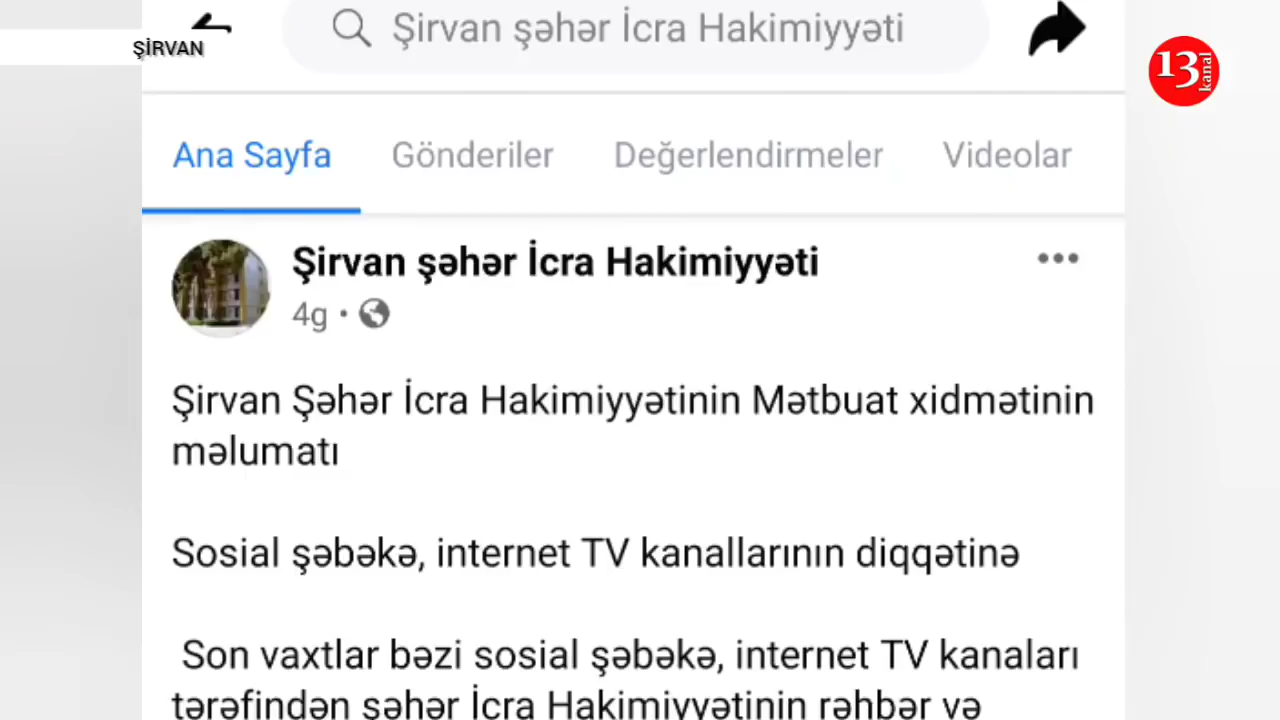 ŞİRVAN
Şirvan şəhər İcra Hakimiyyəti
13 kanal
Ana Sayfa Gönderiler Değerlendirmeler Videolar
Şirvan şəhər İcra Hakimiyyəti
4g ·
Şirvan Şəhər İcra Hakimiyyətinin Mətbuat xidmətinin
məlumatı
Sosial şəbəkə, internet TV kanallarının diqqətinə
Son vaxtlar bəzi sosial şəbəkə, internet TV kanaları
tərəfindən şəhər İcra Hakimiyyətinin rəhbər və